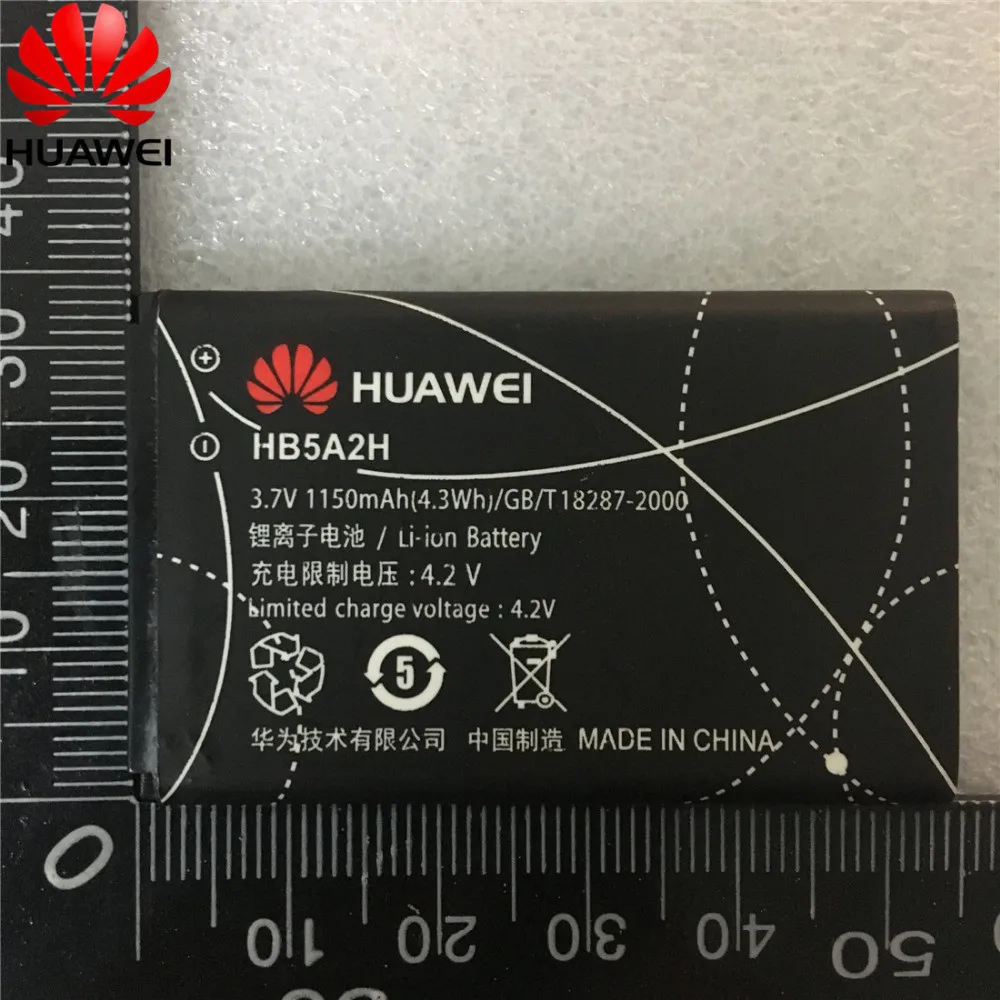 HUAWEI
HUAWEI
HB5A2H
3.7V 1150mAh(4.3Wh)/GB/T18287-2000
锂离子电池 / Li-ion Battery
充电限制电压:4.2 V
Limited charge voltage : 4.2V
5
华为技术有限公司 中国制造 MADE IN CHINA
40
30
20
10
0
10 20 30 40 50